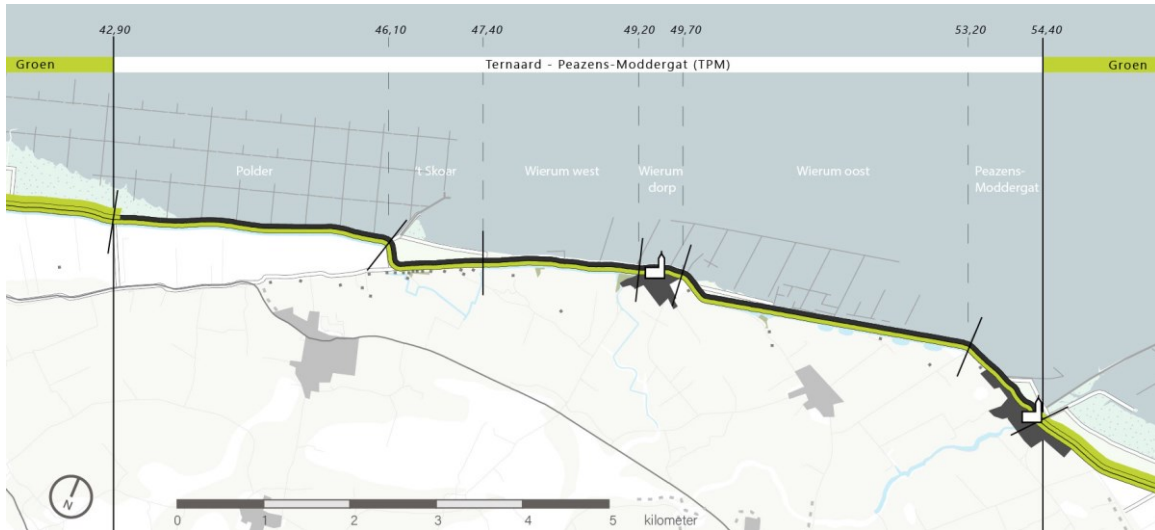 42,90 46,10 47,40 49,20 49,70 53,20 54,40
Groen Ternaard - Peazens-Moddergat (TPM) Groen
Polder 't Skoar Wierum west Wierum dorp Wierum oost Peazens-Moddergat
N
0 1 2 3 4 5 kilometer